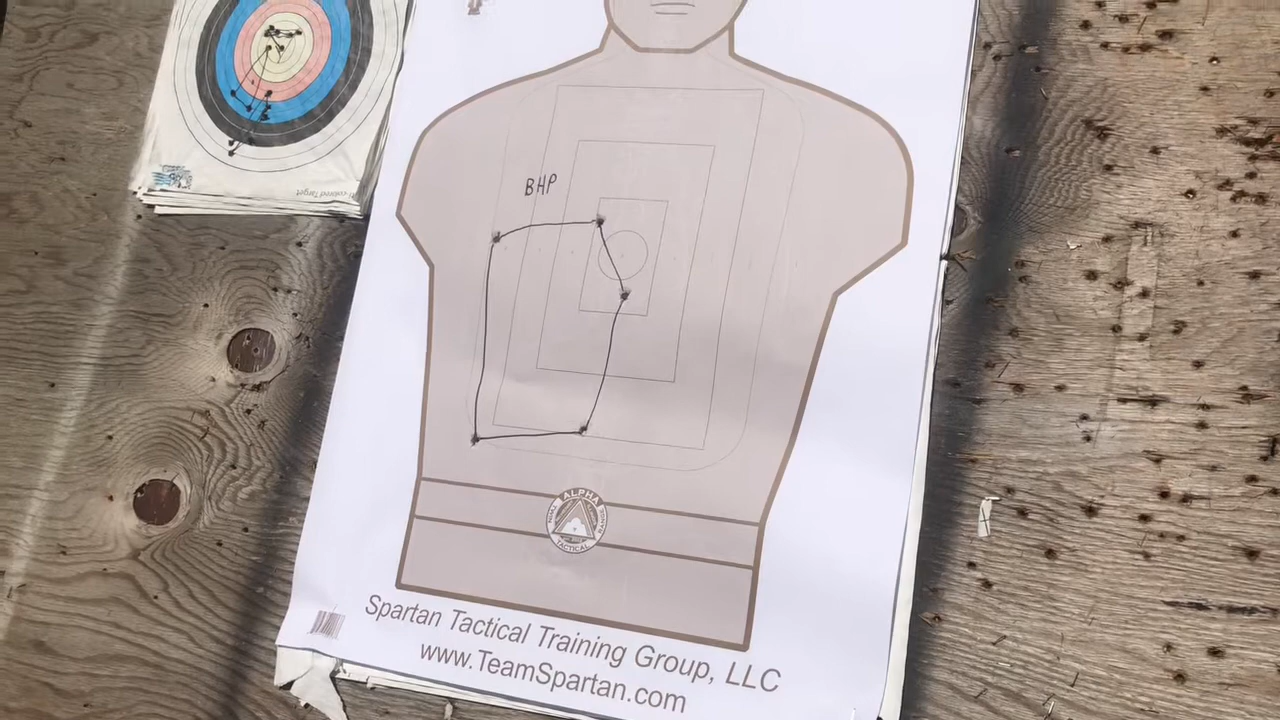 BHP
ALPHA
TACTICAL
Spartan Tactical Training Group, LLC
www.TeamSpartan.com